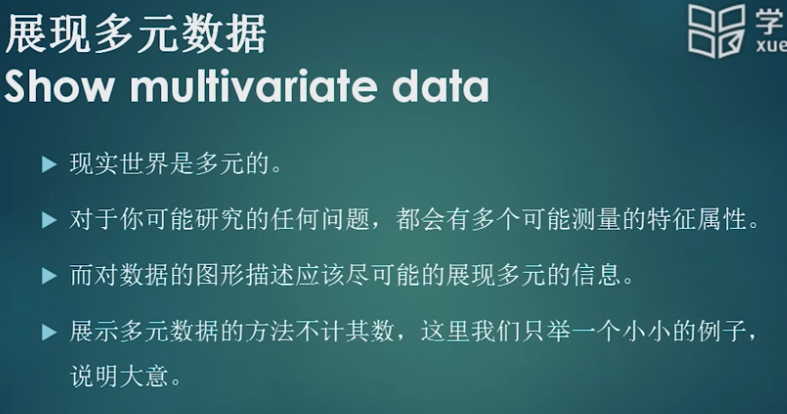 展现多元数据
Show multivariate data
学
xue
现实世界是多元的。
对于你可能研究的任何问题，都会有多个可能测量的特征属性。
而对数据的图形描述应该尽可能的展现多元的信息。
展示多元数据的方法不计其数，这里我们只举一个小小的例子，
说明大意。